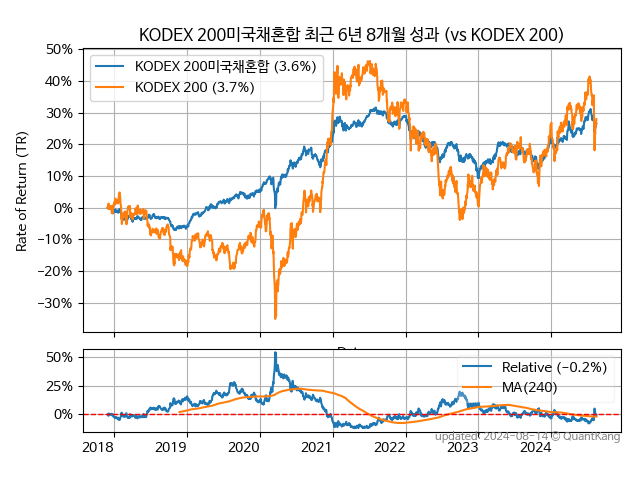 KODEX 200미국채혼합 최근 6년 8개월 성과 (vs KODEX 200)
50%
40%
30%
20%
10%
0%
−10%
−20%
−30%
Rate of Return (TR)
KODEX 200미국채혼합 (3.6%)
KODEX 200 (3.7%)
50%
25%
0%
Relative (−0.2%)
MA(240)
2018 2019 2020 2021 2022 2023 2024
updated: 2024-08-14 © QuantKang